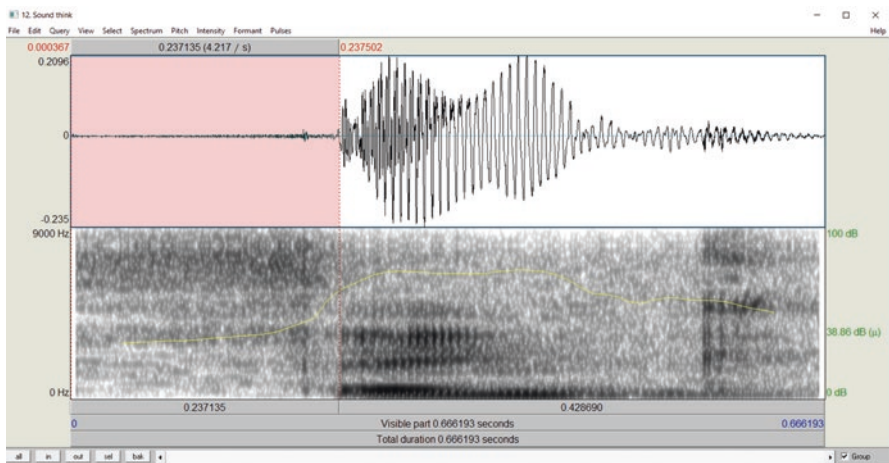 12. Sound think
File Edit Query View Select Spectrum Pitch Intensity Formant Pulses Help
0.000367 0.237135 (4.217 / s) 0.237502
0.2096
0
-0.235
9000 Hz 100 dB
38.86 dB (µ)
0 Hz 0 dB
0.237135 0.428690
0 Visible part 0.666193 seconds 0.666193
Total duration 0.666193 seconds
all in out sel bak Group